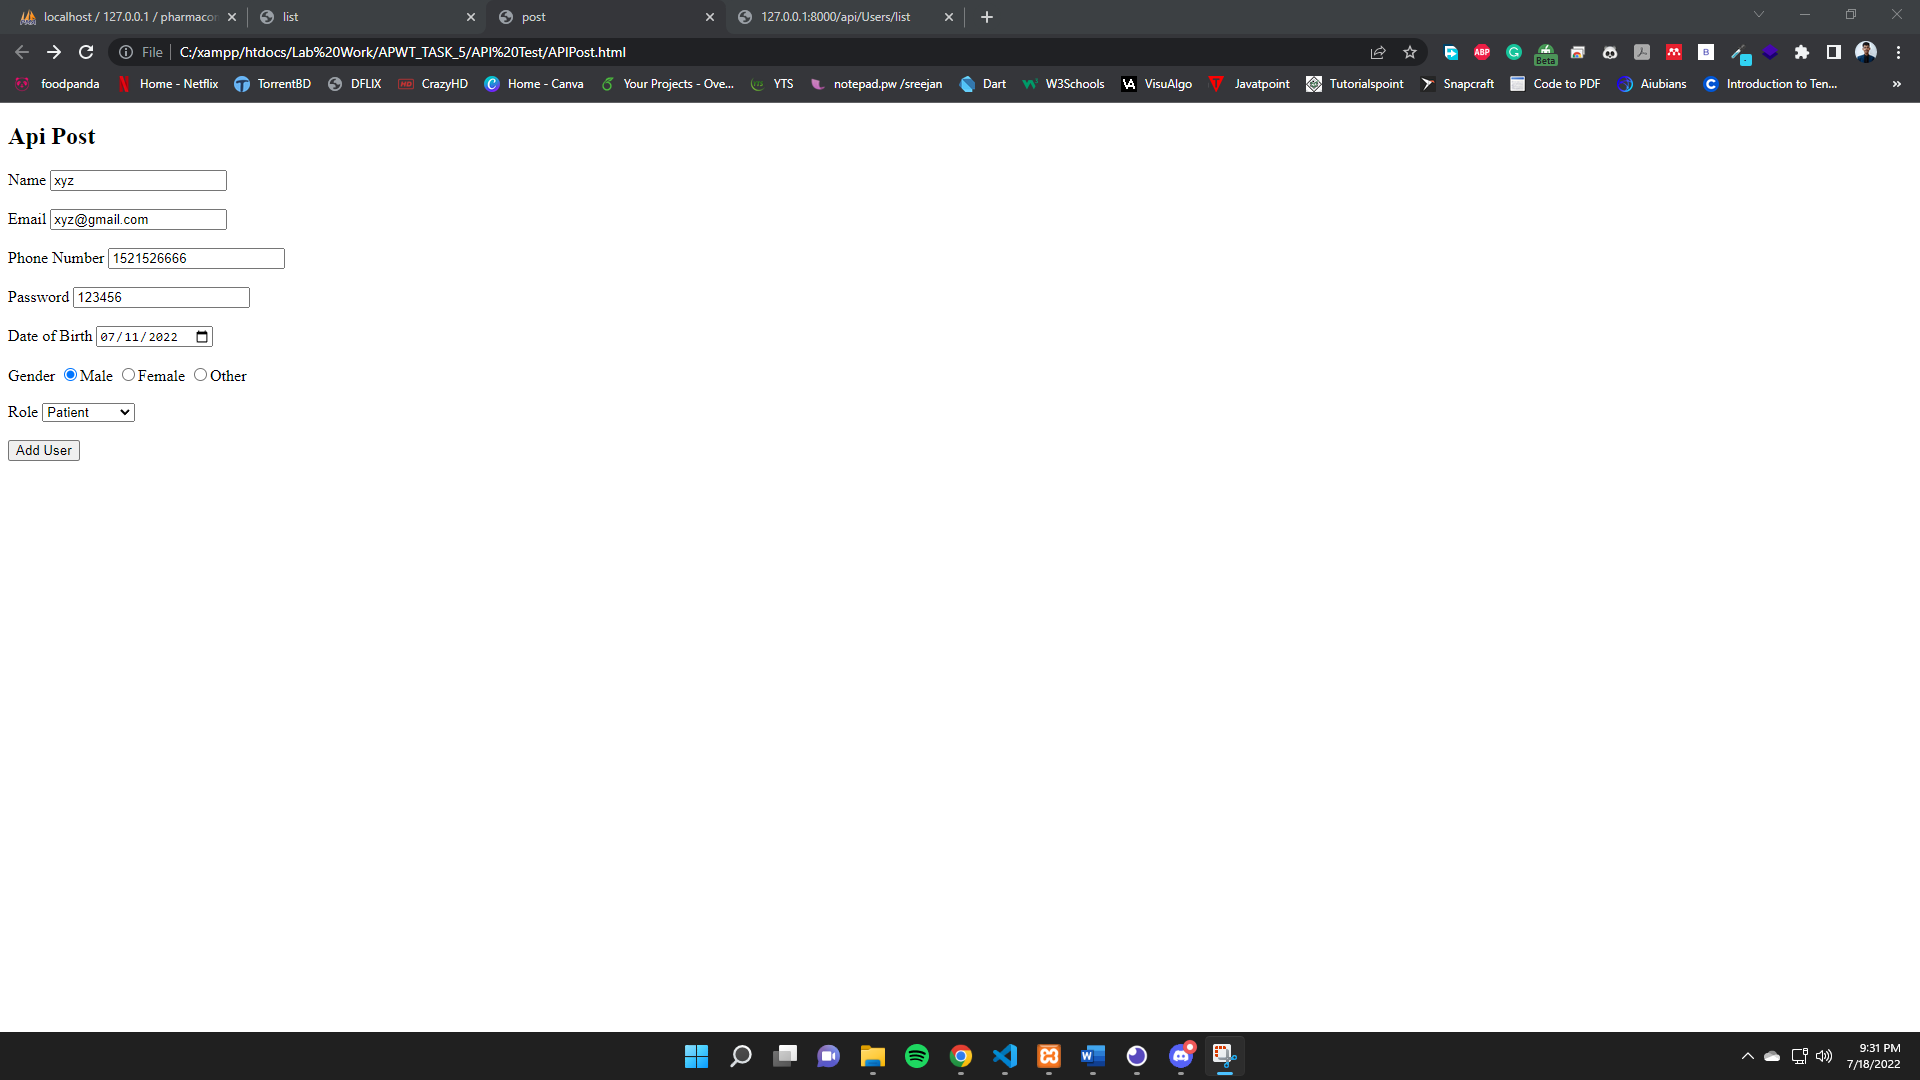 localhost / 127.0.0.1 / pharmacon
list
post
127.0.0.1:8000/api/Users/list
File C:/xampp/htdocs/Lab%20Work/APWT_TASK_5/API%20Test/APIPost.html
ABP
Beta
B
foodpanda
Home - Netflix
TorrentBD
DFLIX
HD
CrazyHD
Home - Canva
Your Projects - Ove...
YTS
notepad.pw /sreejan
Dart
W3Schools
VA
VisuAlgo
Javatpoint
Tutorialspoint
Snapcraft
Code to PDF
Aiubians
Introduction to Ten...
»
Api Post
Name xyz
Email xyz@gmail.com
Phone Number 1521526666
Password 123456
Date of Birth 07/11/2022
Gender Male Female Other
Role Patient
Add User
9:31 PM
7/18/2022